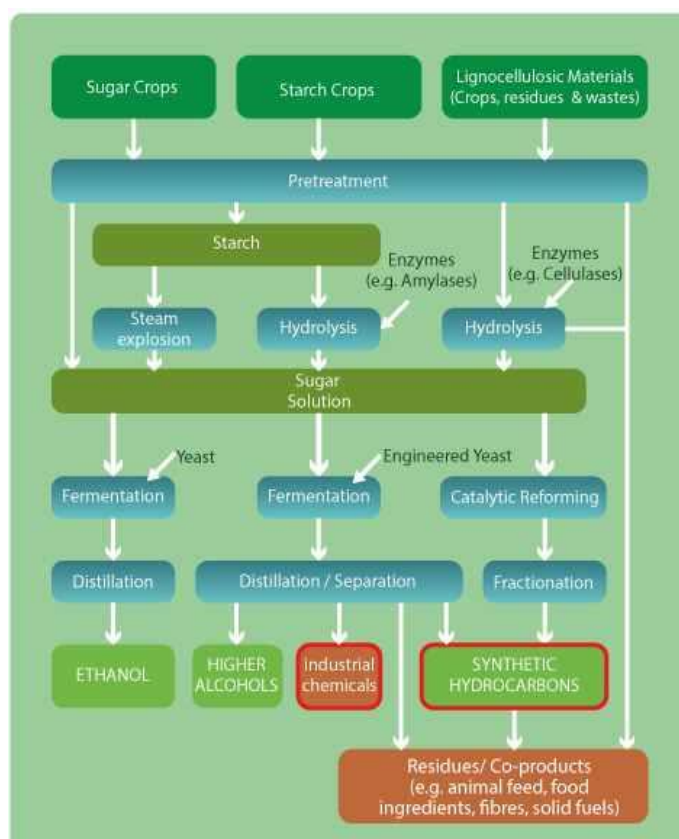 Sugar Crops
Starch Crops
Lignocellulosic Materials
(Crops, residues & wastes)
Pretreatment
Starch
Enzymes
(e.g. Amylases)
Enzymes
(e.g. Cellulases)
Steam
explosion
Hydrolysis
Hydrolysis
Sugar
Solution
Yeast
Engineered Yeast
Fermentation
Fermentation
Catalytic Reforming
Distillation
Distillation / Separation
Fractionation
ETHANOL
HIGHER
ALCOHOLS
Industrial
chemicals
SYNTHETIC
HYDROCARBONS
Residues/ Co-products
(e.g. animal feed, food
ingredients, fibres, solid fuels)